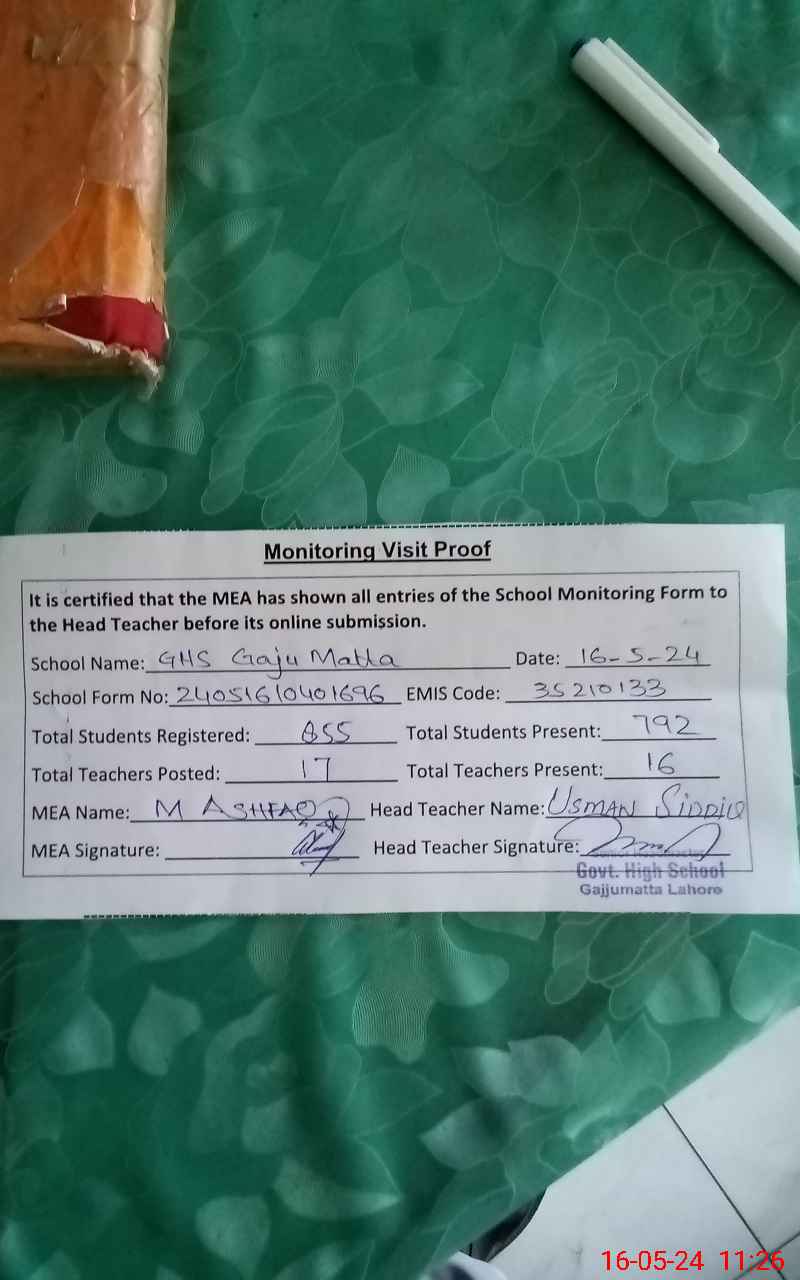 Monitoring Visit Proof
It is certified that the MEA has shown all entries of the School Monitoring Form to
the Head Teacher before its online submission.
School Name: GHS Gaju Matta Date: 16-5-24
School Form No: 24051610401696 EMIS Code: 35210133
Total Students Registered: 855 Total Students Present: 792
Total Teachers Posted: 17 Total Teachers Present: 16
MEA Name: M ASHFAQ Head Teacher Name: USMAN SIDDIQ
MEA Signature: Head Teacher Signature:
Govt. High School
Gajjumatta Lahore
16-05-24 11:26